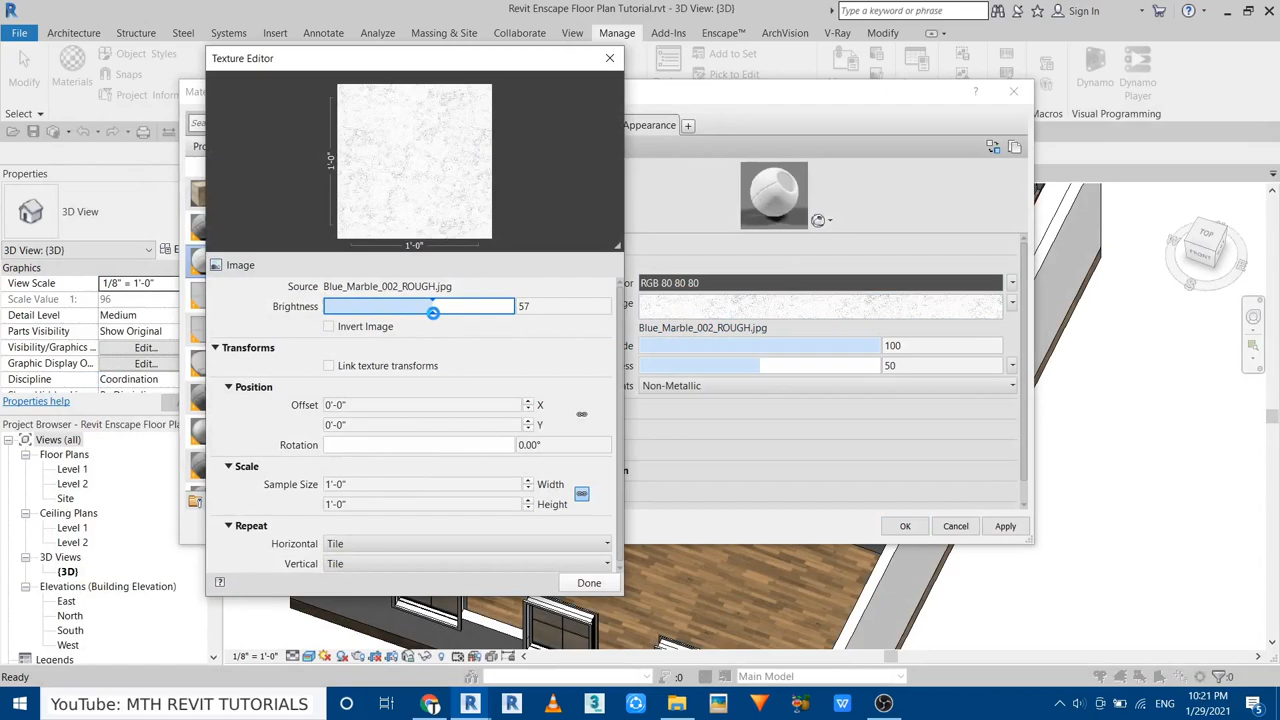 Revit Enscape Floor Plan Tutorial.rvt - 3D View: {3D}
Type a keyword or phrase
Sign In
File Architecture Structure Steel Systems Insert Annotate Analyze Massing & Site Collaborate View Manage Add-Ins Enscape™ ArchVision V-Ray Modify
Modify
Materials
Object Styles
Snaps
Project Inform
Add to Set
Pick to Edit
Macros
Dynamo
Dynamo Player
Visual Programming
Select
Texture Editor
1'-0"
1'-0"
Image
Source Blue_Marble_002_ROUGH.jpg
Brightness 57
Invert Image
Transforms
Link texture transforms
Position
Offset 0'-0" X
0'-0" Y
Rotation 0.00°
Scale
Sample Size 1'-0" Width
1'-0" Height
Repeat
Horizontal Tile
Vertical Tile
Done
Appearance
RGB 80 80 80
Blue_Marble_002_ROUGH.jpg
100
50
Non-Metallic
OK Cancel Apply
TOP
FRONT
Properties
3D View
3D View: {3D}
Graphics
View Scale 1/8" = 1'-0"
Scale Value 1: 96
Detail Level Medium
Parts Visibility Show Original
Visibility/Graphics Edit...
Graphic Display O Edit...
Discipline Coordination
Properties help
Project Browser - Revit Enscape Floor Pla
Views (all)
Floor Plans
Level 1
Level 2
Site
Ceiling Plans
Level 1
Level 2
3D Views
{3D}
Elevations (Building Elevation)
East
North
South
West
Legends
1/8" = 1'-0"
Ready
:0
Main Model
:0
YouTube: MTH REVIT TUTORIALS
ENG
10:21 PM
1/29/2021